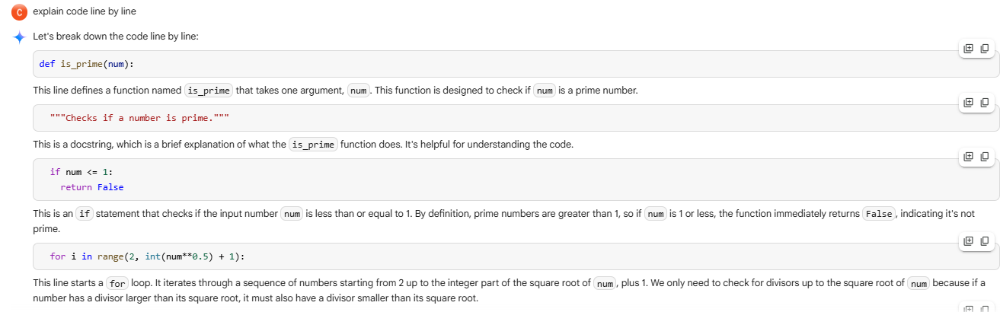 C explain code line by line
Let's break down the code line by line:
def is_prime(num):
This line defines a function named is_prime that takes one argument, num. This function is designed to check if num is a prime number.
"""Checks if a number is prime."""
This is a docstring, which is a brief explanation of what the is_prime function does. It's helpful for understanding the code.
if num <= 1:
return False
This is an if statement that checks if the input number num is less than or equal to 1. By definition, prime numbers are greater than 1, so if num is 1 or less, the function immediately returns False, indicating it's not
prime.
for i in range(2, int(num**0.5) + 1):
This line starts a for loop. It iterates through a sequence of numbers starting from 2 up to the integer part of the square root of num, plus 1. We only need to check for divisors up to the square root of num because if a
number has a divisor larger than its square root, it must also have a divisor smaller than its square root.